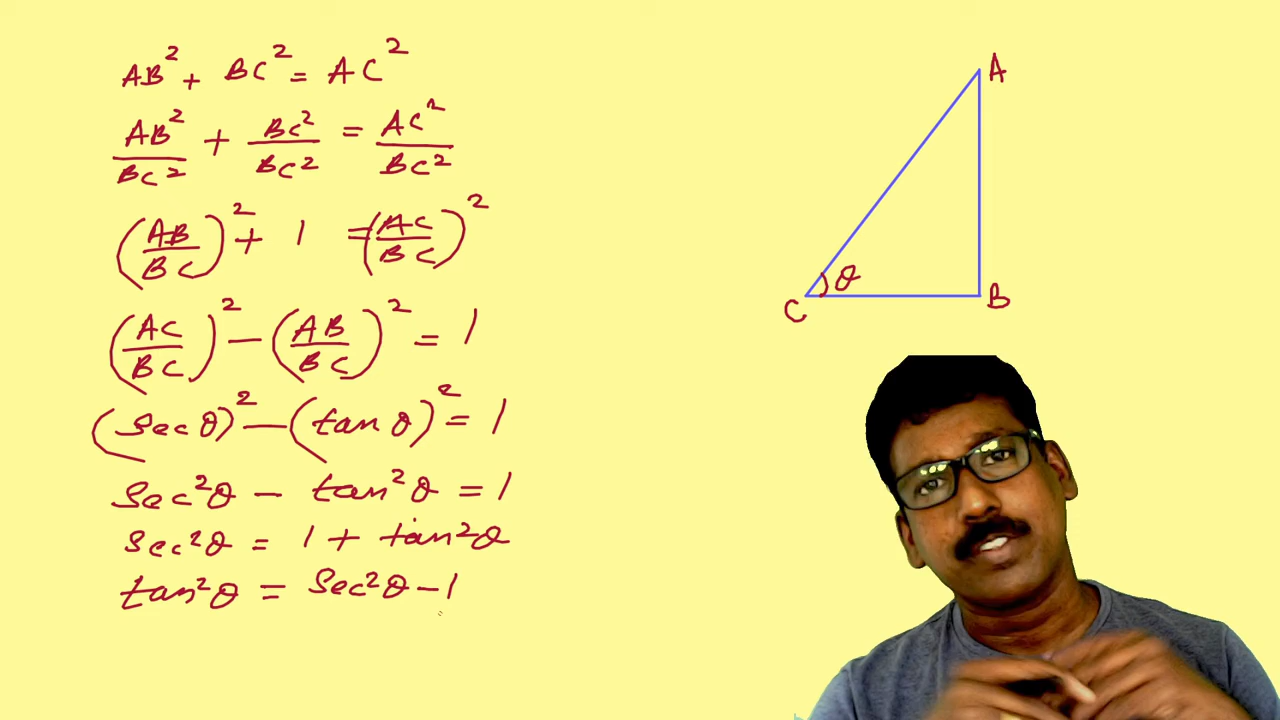 AB² + BC² = AC²
AB²/BC² + BC²/BC² = AC²/BC²
(AB/BC)² + 1 = (AC/BC)²
(AC/BC)² − (AB/BC)² = 1
(sec θ)² − (tan θ)² = 1
sec²θ − tan²θ = 1
sec²θ = 1 + tan²θ
tan²θ = sec²θ − 1
A
θ
C
B